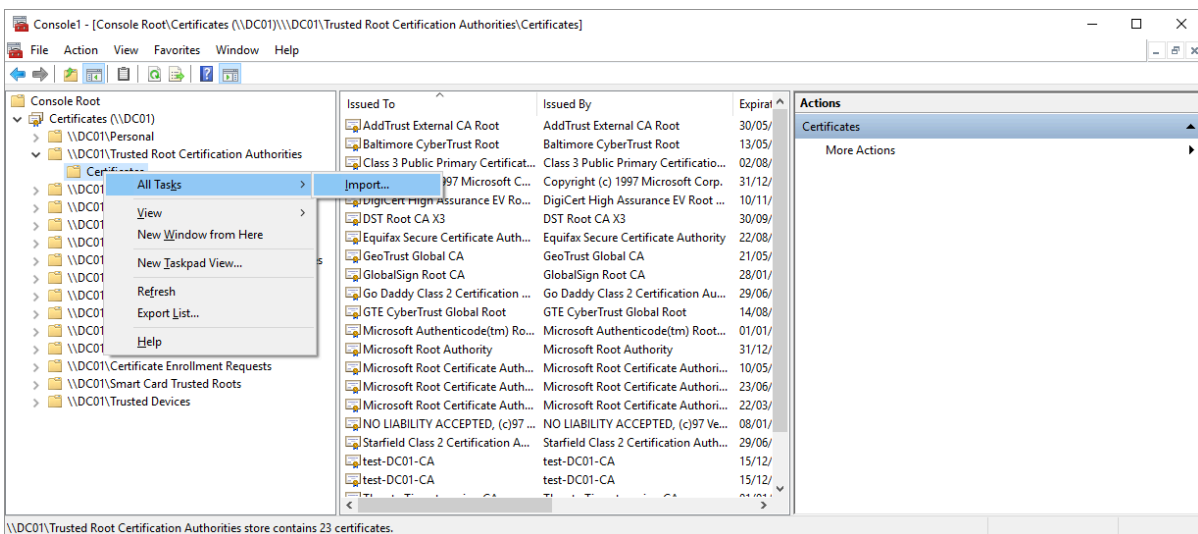 Console1 - [Console Root\Certificates (\\DC01)\\\DC01\Trusted Root Certification Authorities\Certificates]
File Action View Favorites Window Help
Console Root
Certificates (\\DC01)
\\DC01\Personal
\\DC01\Trusted Root Certification Authorities
\\DC01
\\DC01
\\DC01
\\DC01
\\DC01
\\DC01
\\DC01
\\DC01
\\DC01
\\DC01
\\DC01\Certificate Enrollment Requests
\\DC01\Smart Card Trusted Roots
\\DC01\Trusted Devices
All Tasks
View
New Window from Here
New Taskpad View...
Refresh
Export List...
Help
Import...
Issued To Issued By Expirat
AddTrust External CA Root AddTrust External CA Root 30/05/
Baltimore CyberTrust Root Baltimore CyberTrust Root 13/05/
Class 3 Public Primary Certificat... Class 3 Public Primary Certificatio... 02/08/
997 Microsoft C... Copyright (c) 1997 Microsoft Corp. 31/12/
DigiCert High Assurance EV Ro... DigiCert High Assurance EV Root ... 10/11/
DST Root CA X3 DST Root CA X3 30/09/
Equifax Secure Certificate Auth... Equifax Secure Certificate Authority 22/08/
GeoTrust Global CA GeoTrust Global CA 21/05/
GlobalSign Root CA GlobalSign Root CA 28/01/
Go Daddy Class 2 Certification ... Go Daddy Class 2 Certification Au... 29/06/
GTE CyberTrust Global Root GTE CyberTrust Global Root 14/08/
Microsoft Authenticode(tm) Ro... Microsoft Authenticode(tm) Root... 01/01/
Microsoft Root Authority Microsoft Root Authority 31/12/
Microsoft Root Certificate Auth... Microsoft Root Certificate Authori... 10/05/
Microsoft Root Certificate Auth... Microsoft Root Certificate Authori... 23/06/
Microsoft Root Certificate Auth... Microsoft Root Certificate Authori... 22/03/
NO LIABILITY ACCEPTED, (c)97 ... NO LIABILITY ACCEPTED, (c)97 Ve... 08/01/
Starfield Class 2 Certification A... Starfield Class 2 Certification Auth... 29/06/
test-DC01-CA test-DC01-CA 15/12/
test-DC01-CA test-DC01-CA 15/12/
Actions
Certificates
More Actions
\\DC01\Trusted Root Certification Authorities store contains 23 certificates.